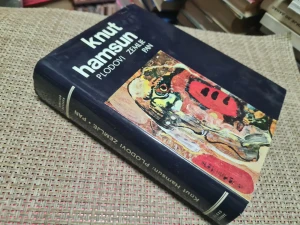 knut
hamsun
PLODOVI ZEMLJE
PAN
Knut Hamsun: PLODOVI ZEMLJE • PAN